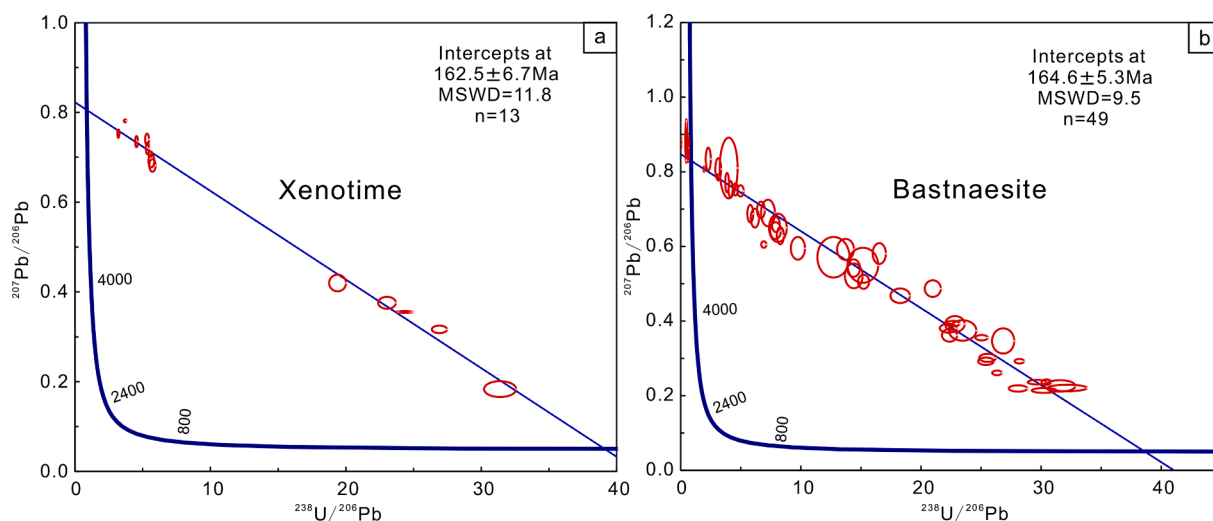 a
Intercepts at
162.5±6.7Ma
MSWD=11.8
n=13
Xenotime
1.0
0.8
0.6
0.4
0.2
0.0
4000
2400
800
0
10
20
30
40
²⁰⁷Pb/²⁰⁶Pb
²³⁸U/²⁰⁶Pb
b
Intercepts at
164.6±5.3Ma
MSWD=9.5
n=49
Bastnaesite
1.2
1.0
0.8
0.6
0.4
0.2
0.0
4000
2400
800
0
10
20
30
40
²⁰⁷Pb/²⁰⁶Pb
²³⁸U/²⁰⁶Pb